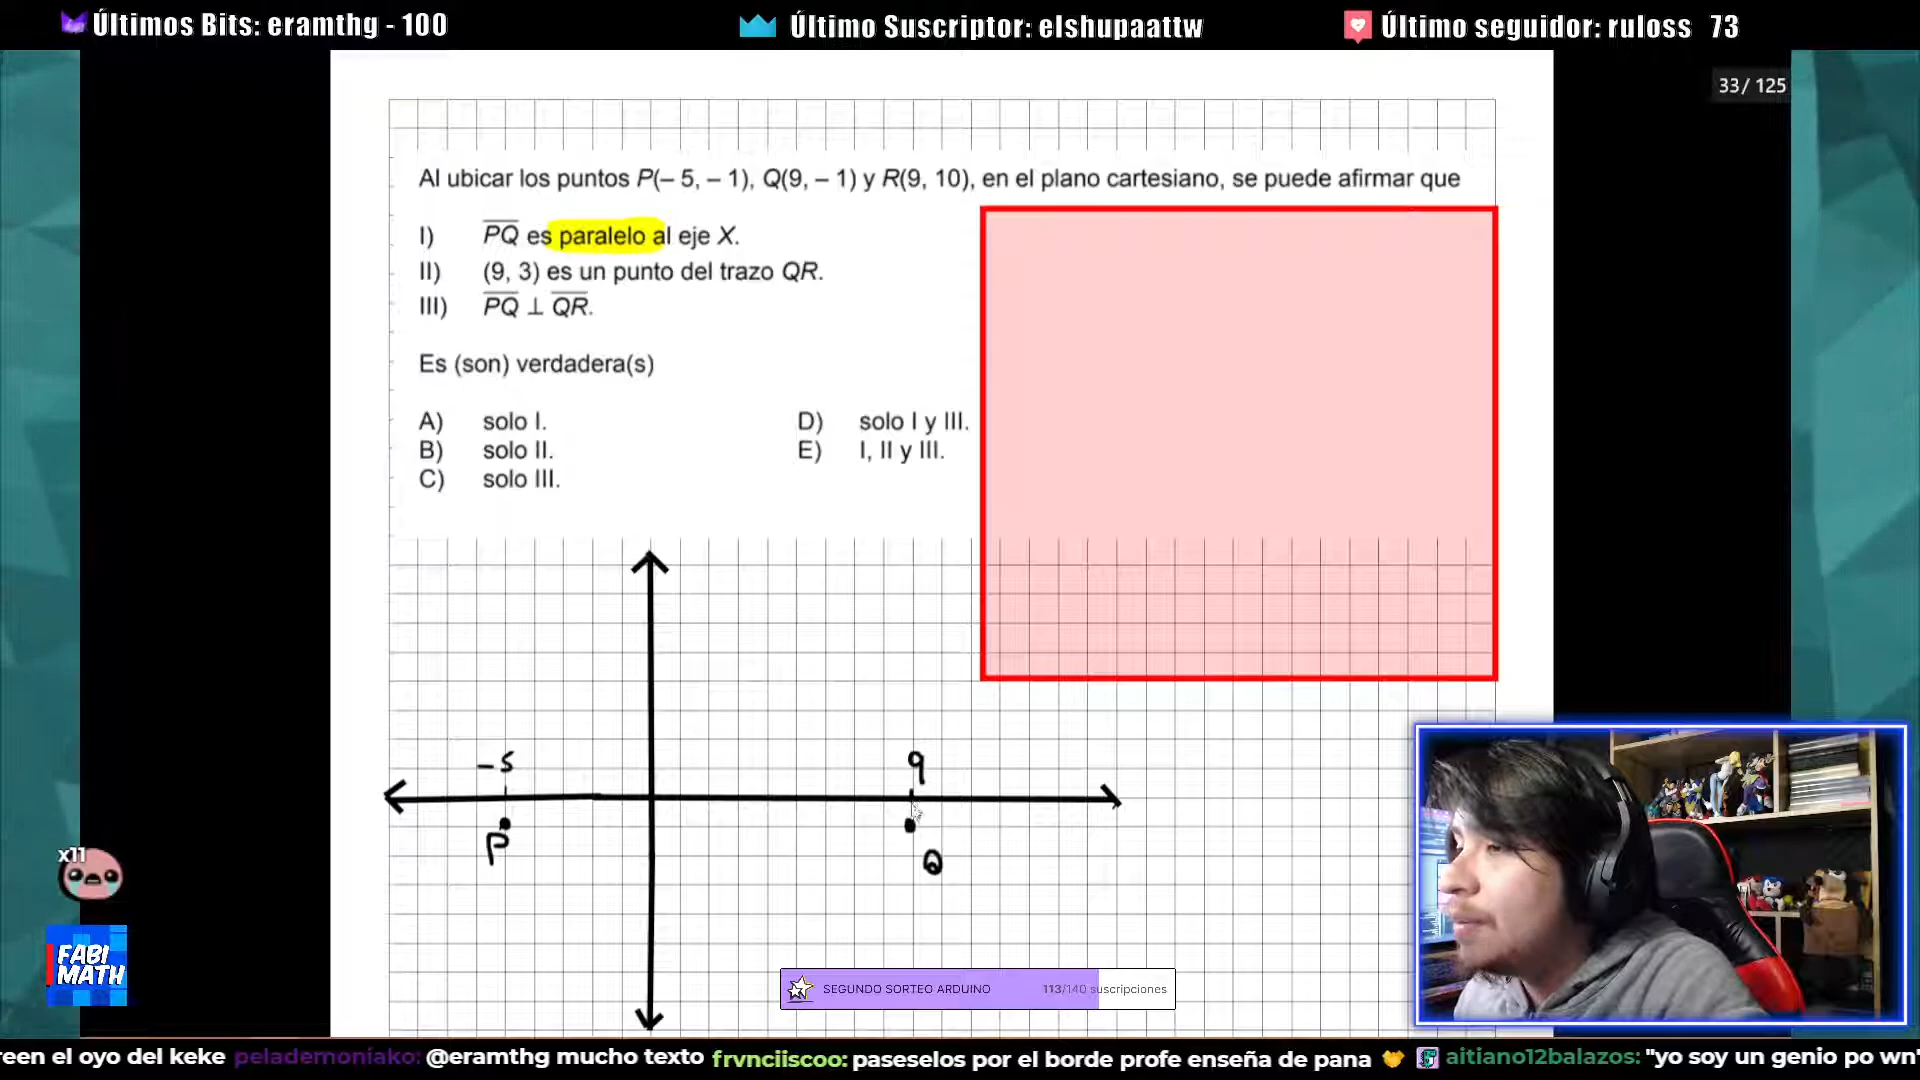 Últimos Bits: eramthg - 100
Último Suscriptor: elshupaattw
Último seguidor: ruloss 73
33/ 125
Al ubicar los puntos P(– 5, – 1), Q(9, – 1) y R(9, 10), en el plano cartesiano, se puede afirmar que
I) PQ es paralelo al eje X.
II) (9, 3) es un punto del trazo QR.
III) PQ ⊥ QR.
Es (son) verdadera(s)
A) solo I.
B) solo II.
C) solo III.
D) solo I y III.
E) I, II y III.
-5
9
P
Q
x11
FABI
MATH
SEGUNDO SORTEO ARDUINO 113/140 suscripciones
reen el oyo del keke pelademoníako: @eramthg mucho texto frvnciiscoo: paseselos por el borde profe enseña de pana aitiano12balazos: "yo soy un genio po wn"